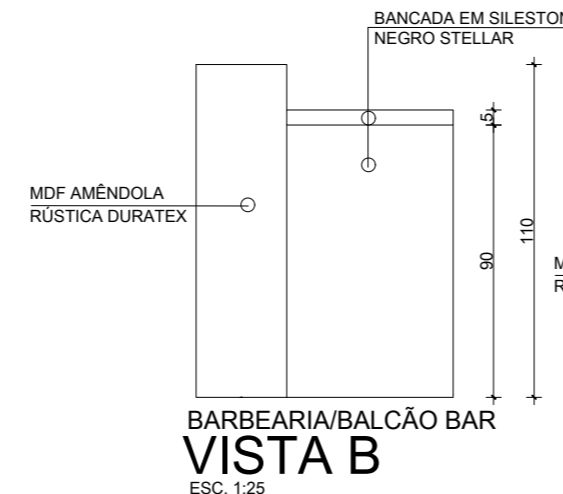 BANCADA EM SILESTON
NEGRO STELLAR
MDF AMÊNDOLA
RÚSTICA DURATEX
5
90
110
M
R
BARBEARIA/BALCÃO BAR
VISTA B
ESC. 1:25